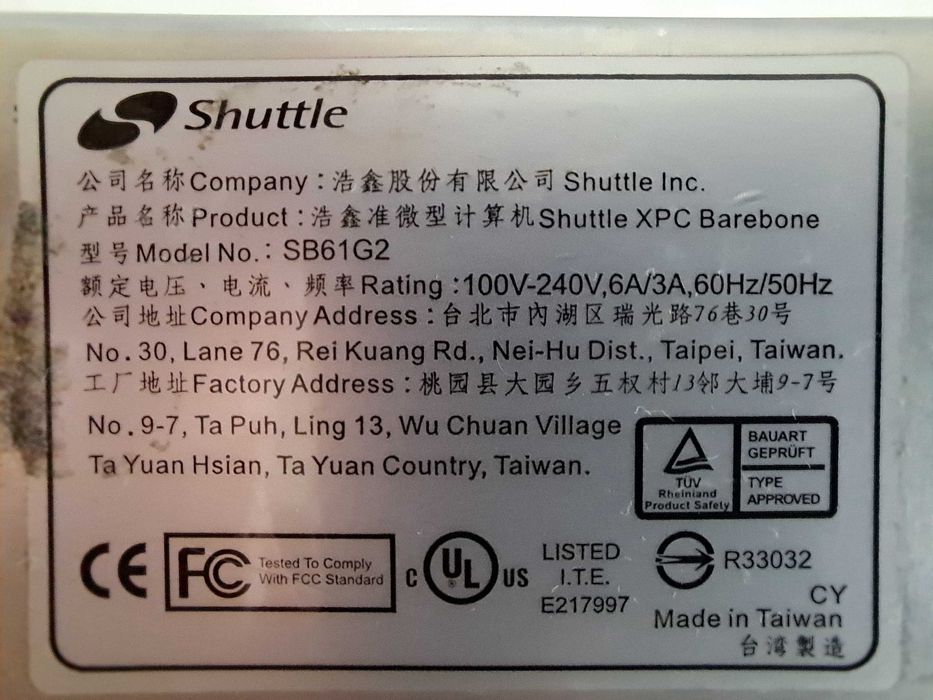 Shuttle
公司名称Company:浩鑫股份有限公司 Shuttle Inc.
产品名称Product:浩鑫准微型计算机Shuttle XPC Barebone
型号Model No.: SB61G2
额定电压、电流、频率Rating:100V-240V,6A/3A,60Hz/50Hz
公司地址Company Address:台北市內湖区瑞光路76巷30号
No. 30, Lane 76, Rei Kuang Rd., Nei-Hu Dist., Taipei, Taiwan.
工厂地址Factory Address:桃园县大园乡五权村13邻大埔9-7号
No. 9-7, Ta Puh, Ling 13, Wu Chuan Village
Ta Yuan Hsian, Ta Yuan Country, Taiwan.
TÜV
Rheinland
Product Safety
BAUART
GEPRÜFT
TYPE
APPROVED
CE
FC
Tested To Comply
With FCC Standard
C UL US
LISTED
I.T.E.
E217997
R33032
CY
Made in Taiwan
台湾製造